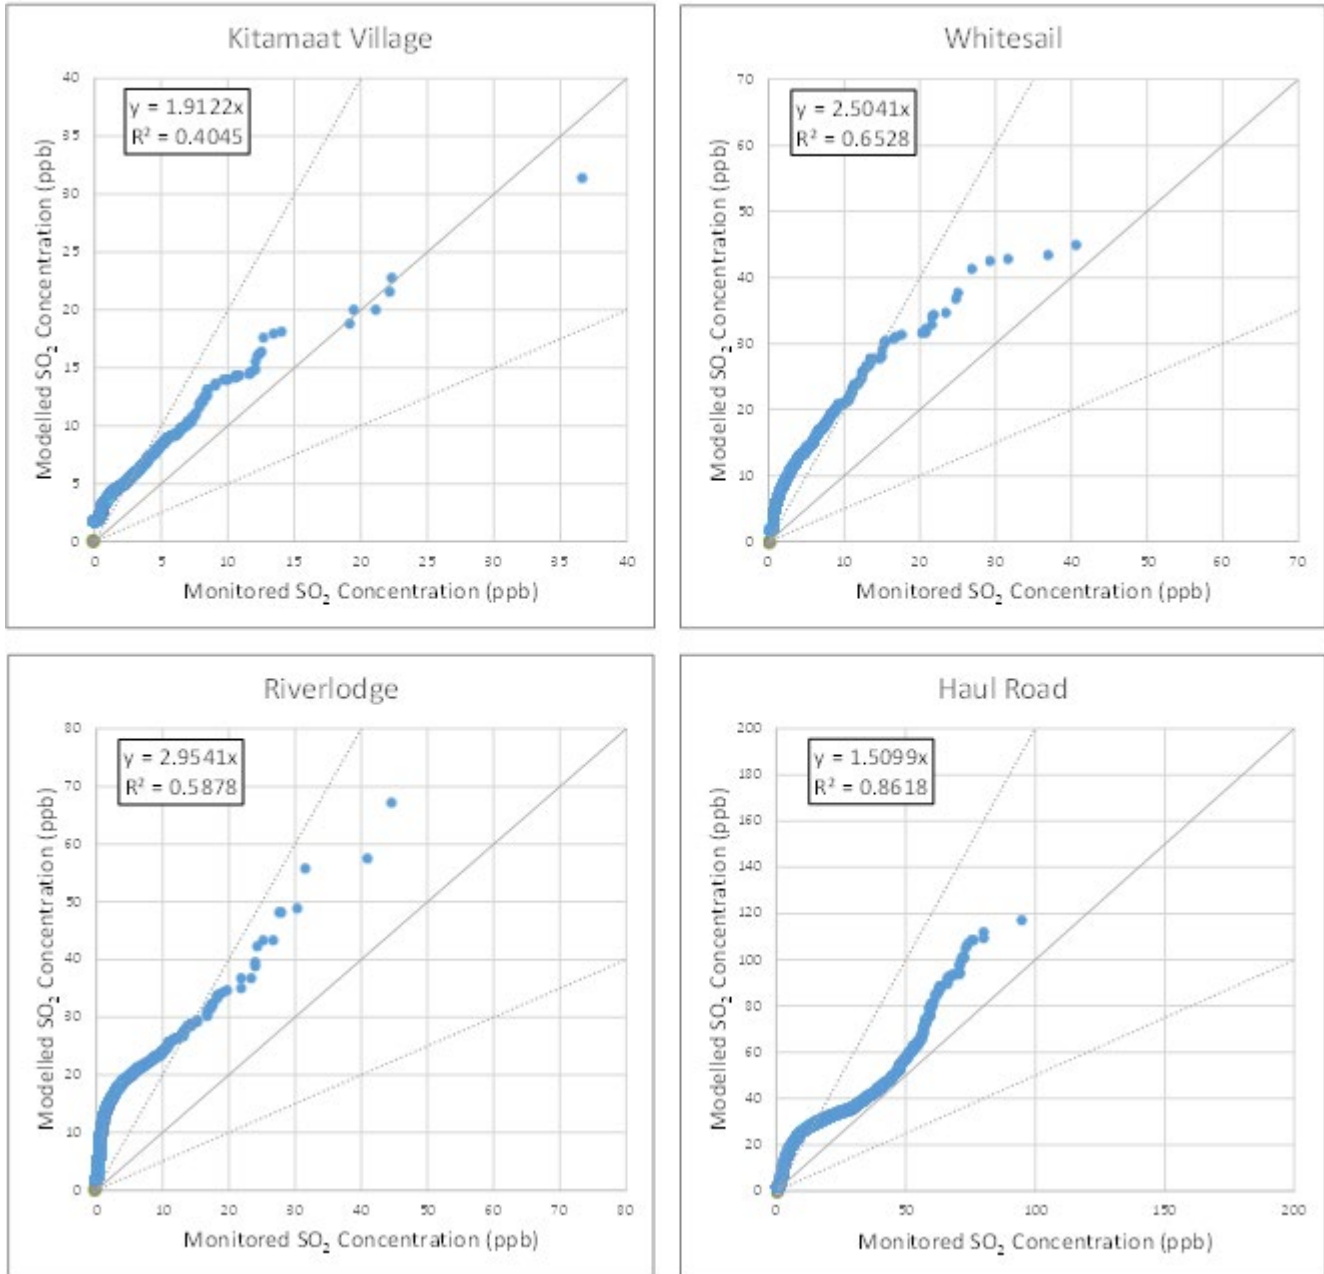 Kitamaat Village
y = 1.9122x
R² = 0.4045
Modelled SO₂ Concentration (ppb)
40
35
30
25
20
15
10
5
0
0 5 10 15 20 25 30 35 40
Monitored SO₂ Concentration (ppb)
Whitesail
y = 2.5041x
R² = 0.6528
Modelled SO₂ Concentration (ppb)
70
60
50
40
30
20
10
0
0 10 20 30 40 50 60 70
Monitored SO₂ Concentration (ppb)
Riverlodge
y = 2.9541x
R² = 0.5878
Modelled SO₂ Concentration (ppb)
80
70
60
50
40
30
20
10
0
0 10 20 30 40 50 60 70 80
Monitored SO₂ Concentration (ppb)
Haul Road
y = 1.5099x
R² = 0.8618
Modelled SO₂ Concentration (ppb)
200
180
160
140
120
100
80
60
40
20
0
0 50 100 150 200
Monitored SO₂ Concentration (ppb)